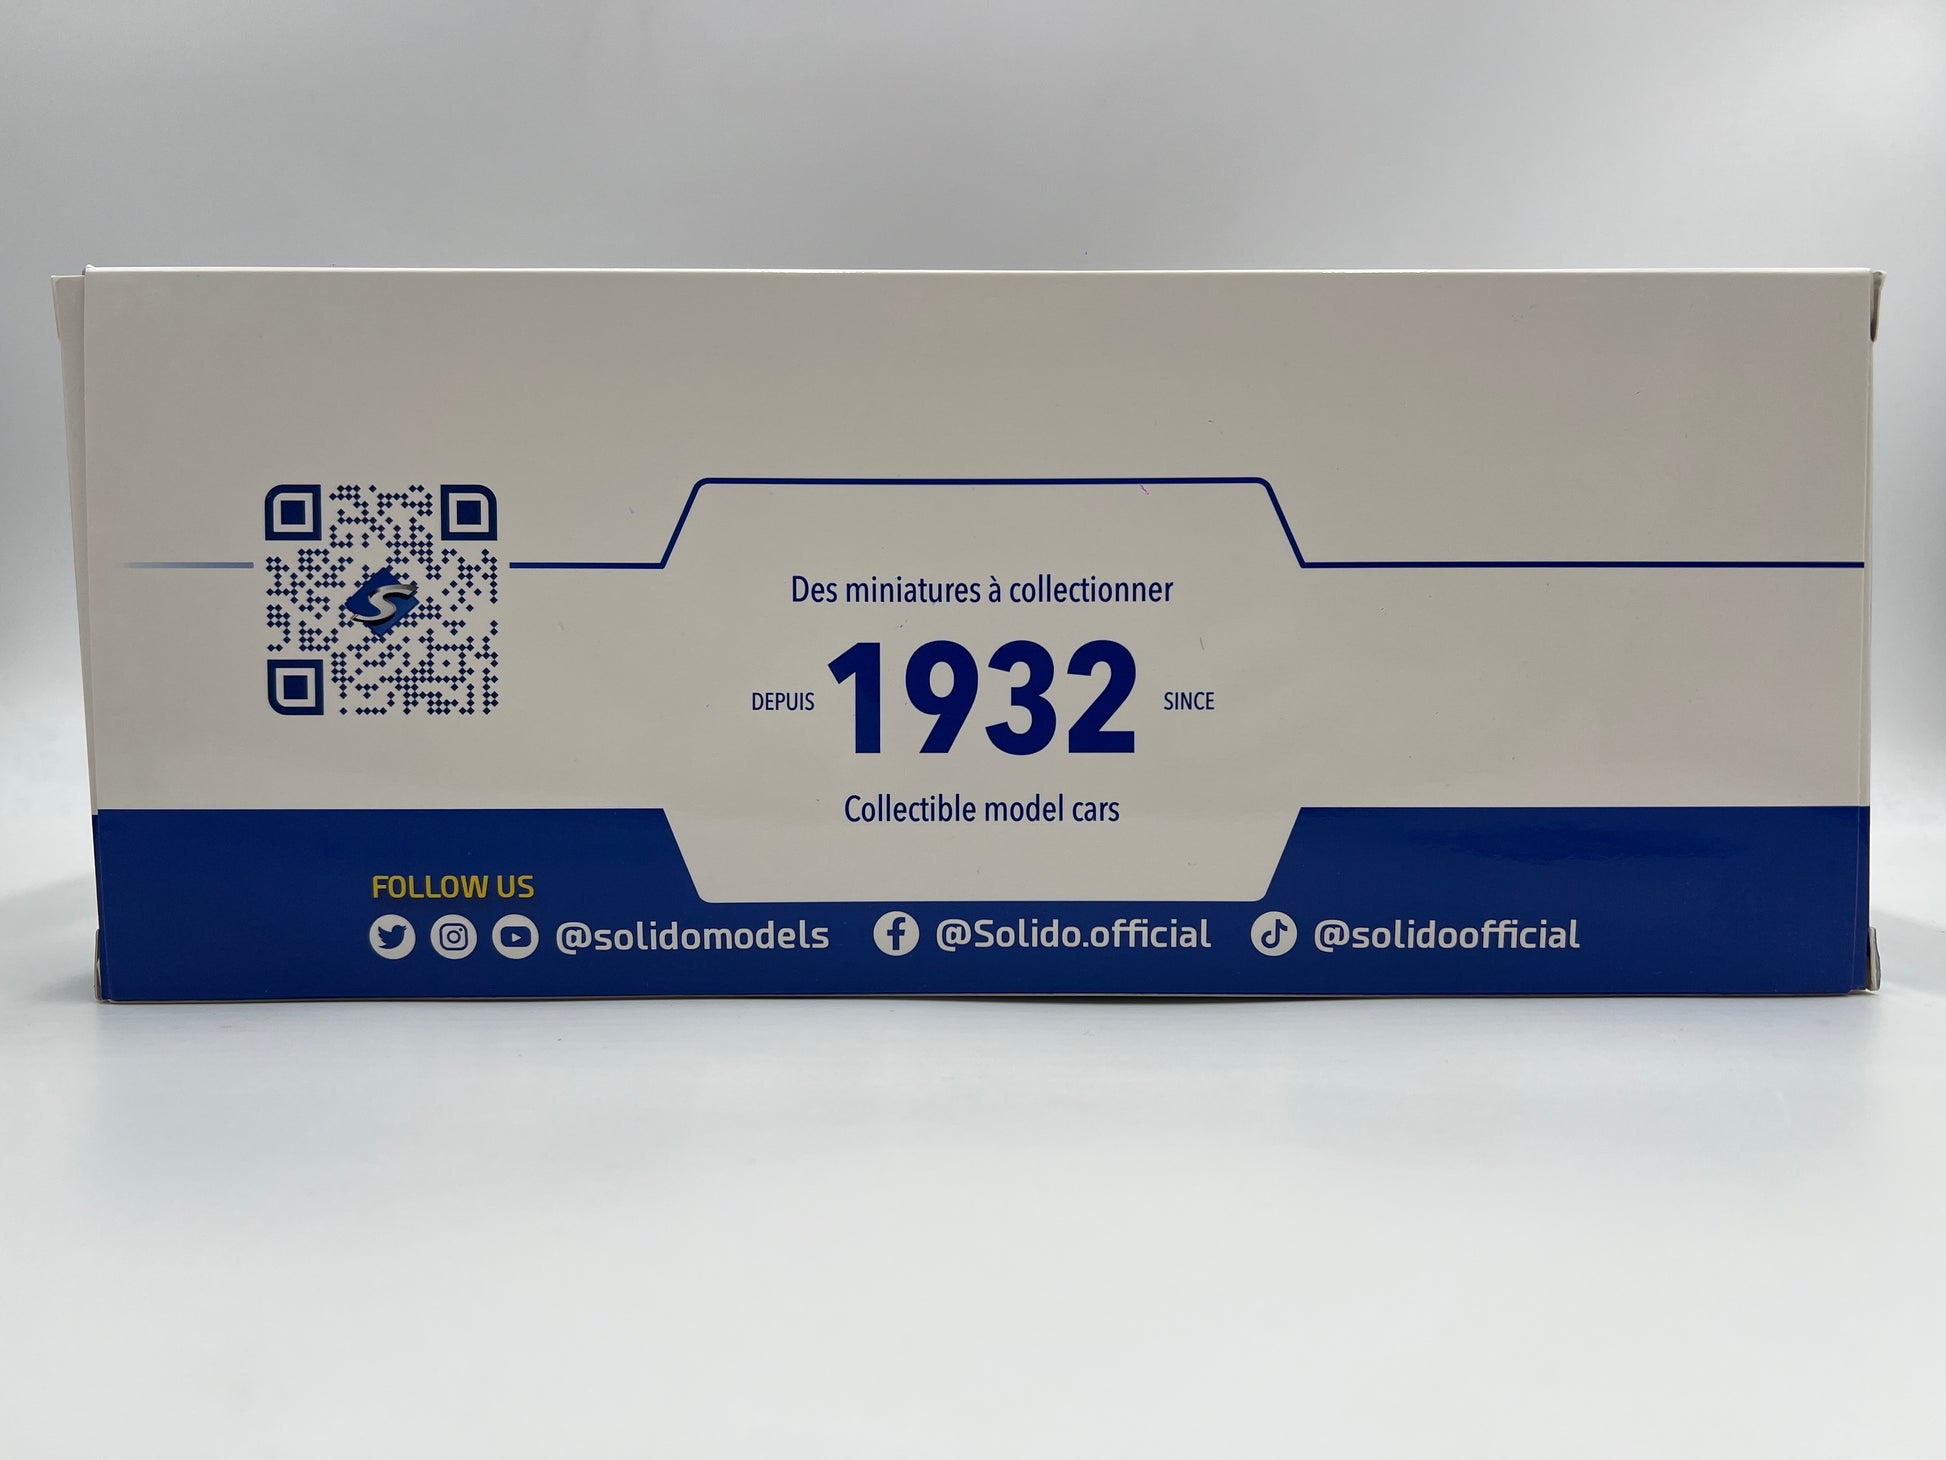 Des miniatures à collectionner
DEPUIS 1932 SINCE
Collectible model cars
FOLLOW US
@solidomodels @Solido.official @solidoofficial